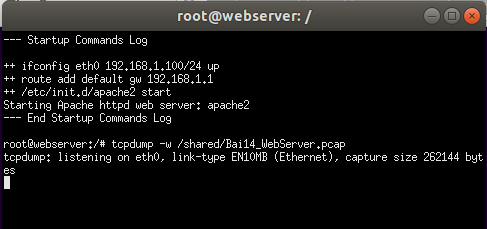 root@webserver: /
--- Startup Commands Log
++ ifconfig eth0 192.168.1.100/24 up
++ route add default gw 192.168.1.1
++ /etc/init.d/apache2 start
Starting Apache httpd web server: apache2
--- End Startup Commands Log
root@webserver:/# tcpdump -w /shared/Bai14_WebServer.pcap
tcpdump: listening on eth0, link-type EN10MB (Ethernet), capture size 262144 byt
es